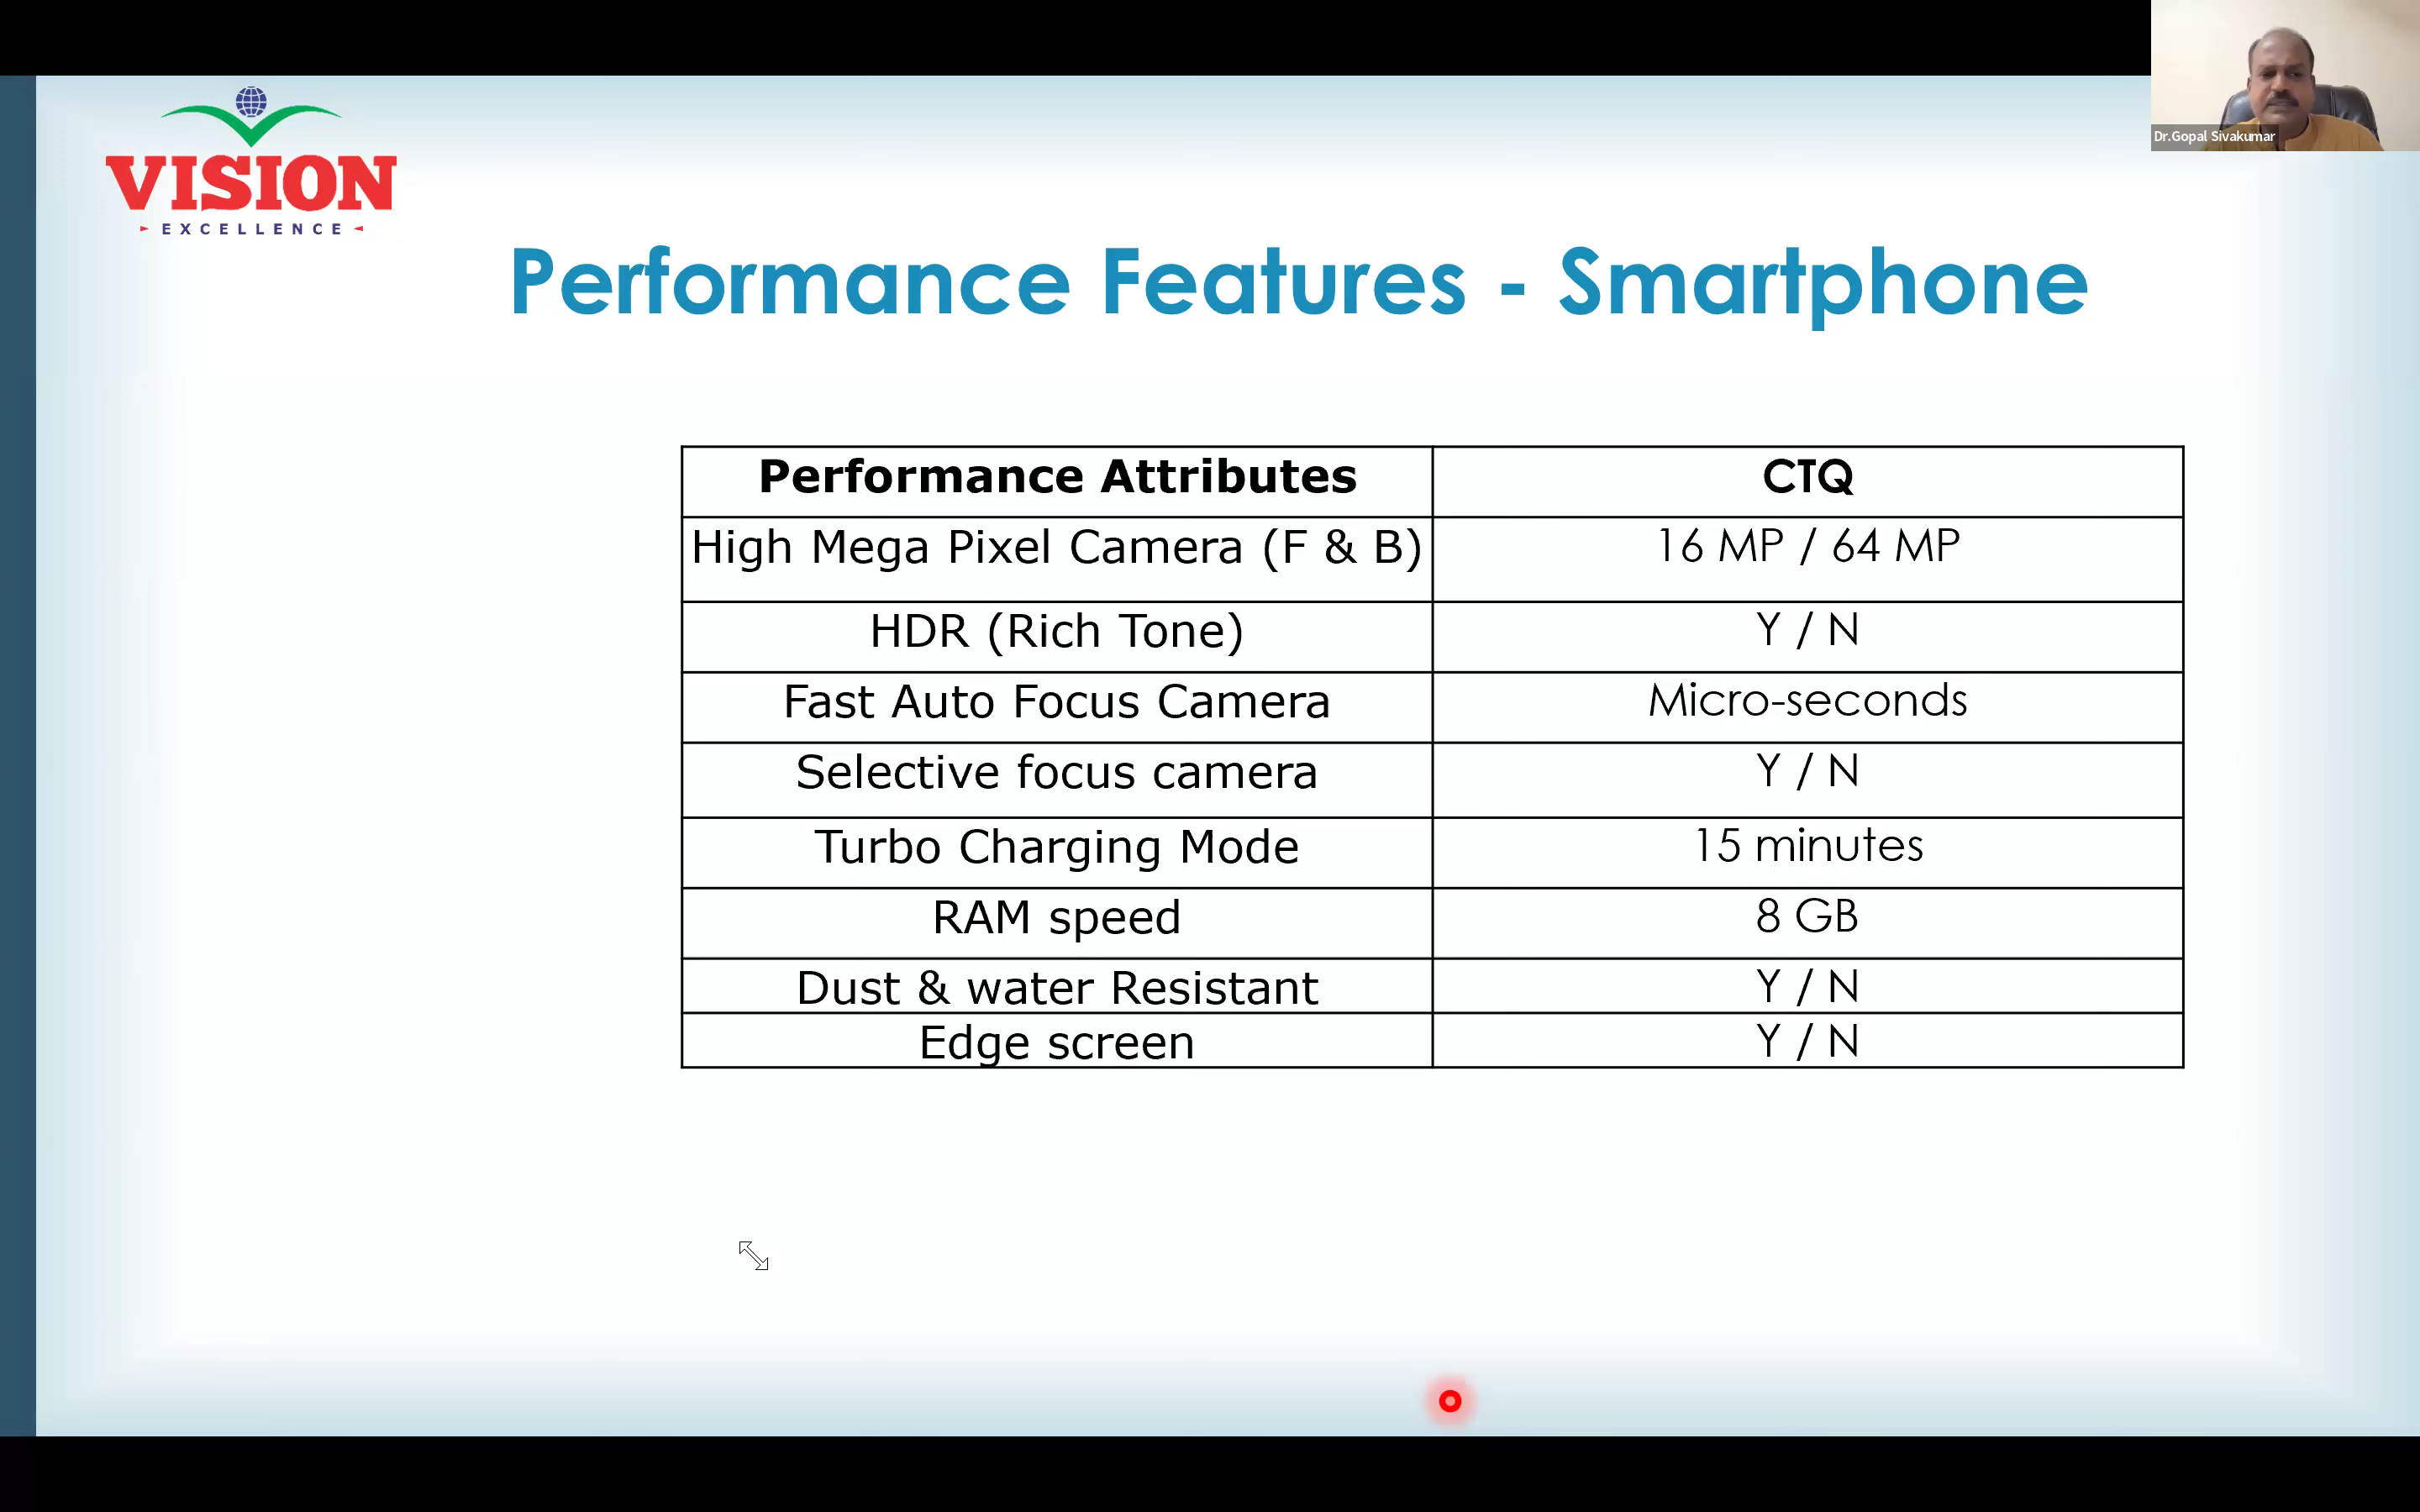 VISION
EXCELLENCE
Dr.Gopal Sivakumar
Performance Features - Smartphone
Performance Attributes CTQ
High Mega Pixel Camera (F & B) 16 MP / 64 MP
HDR (Rich Tone) Y / N
Fast Auto Focus Camera Micro-seconds
Selective focus camera Y / N
Turbo Charging Mode 15 minutes
RAM speed 8 GB
Dust & water Resistant Y / N
Edge screen Y / N